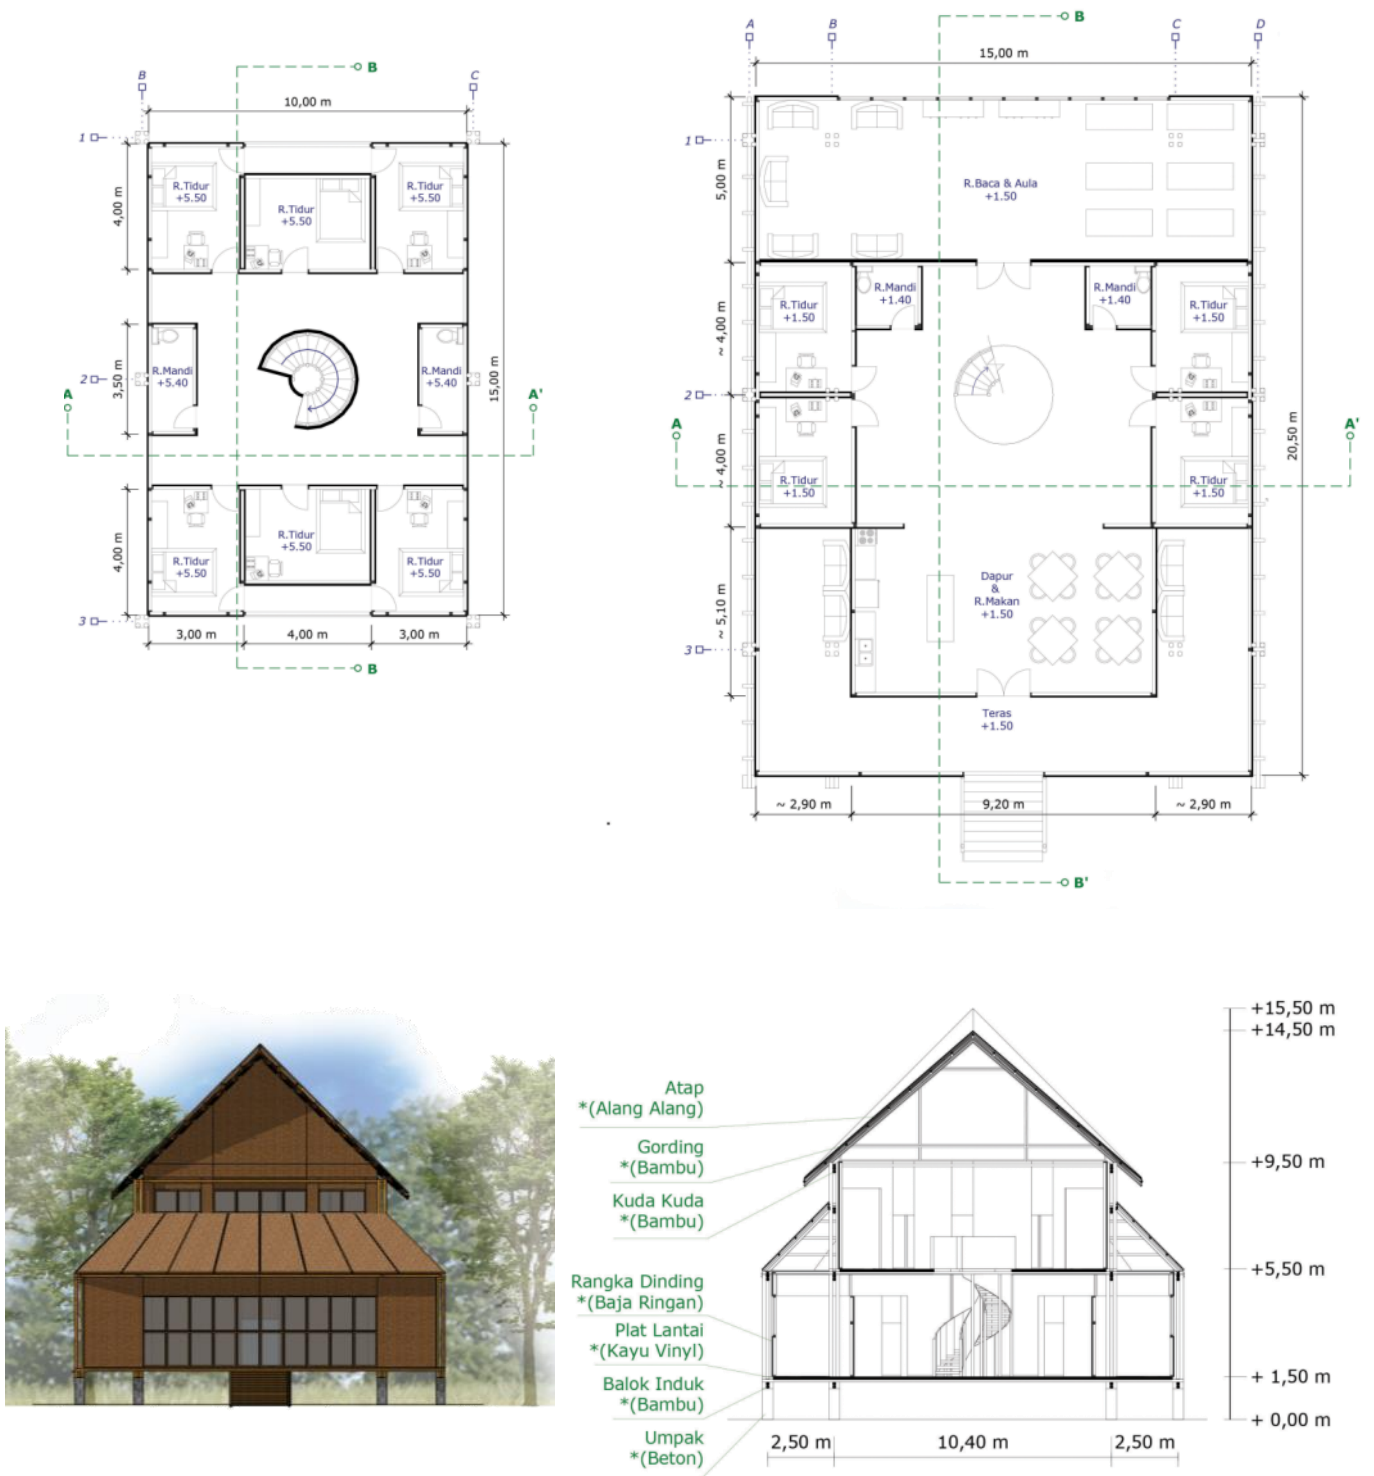 B
B
C
10,00 m
1
4,00 m
R.Tidur
+5.50
R.Tidur
+5.50
R.Tidur
+5.50
3,50 m
2
R.Mandi
+5.40
R.Mandi
+5.40
15,00 m
A
A'
4,00 m
R.Tidur
+5.50
R.Tidur
+5.50
R.Tidur
+5.50
3
3,00 m
4,00 m
3,00 m
B
B
A
B
C
D
15,00 m
1
5,00 m
R.Baca & Aula
+1.50
R.Mandi
+1.40
R.Mandi
+1.40
R.Tidur
+1.50
R.Tidur
+1.50
~ 4,00 m
2
A
A'
~ 4,00 m
R.Tidur
+1.50
R.Tidur
+1.50
20,50 m
Dapur
&
R.Makan
+1.50
~ 5,10 m
3
Teras
+1.50
~ 2,90 m
9,20 m
~ 2,90 m
B'
+15,50 m
+14,50 m
Atap
*(Alang Alang)
Gording
*(Bambu)
+9,50 m
Kuda Kuda
*(Bambu)
+5,50 m
Rangka Dinding
*(Baja Ringan)
Plat Lantai
*(Kayu Vinyl)
+ 1,50 m
Balok Induk
*(Bambu)
+ 0,00 m
Umpak
*(Beton)
2,50 m
10,40 m
2,50 m